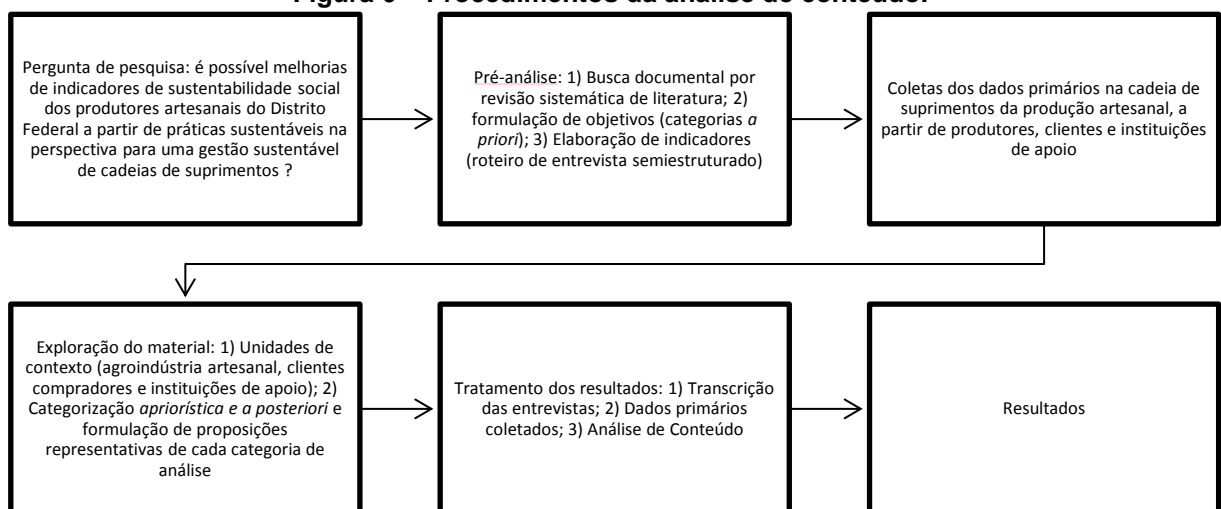 Pergunta de pesquisa: é possível melhorias
de indicadores de sustentabilidade social
dos produtores artesanais do Distrito
Federal a partir de práticas sustentáveis na
perspectiva para uma gestão sustentável
de cadeias de suprimentos ?
Pré-análise: 1) Busca documental por
revisão sistemática de literatura; 2)
formulação de objetivos (categorias a
priori); 3) Elaboração de indicadores
(roteiro de entrevista semiestruturado)
Coletas dos dados primários na cadeia de
suprimentos da produção artesanal, a
partir de produtores, clientes e instituições
de apoio
Exploração do material: 1) Unidades de
contexto (agroindústria artesanal, clientes
compradores e instituições de apoio); 2)
Categorização apriorística e a posteriori e
formulação de proposições
representativas de cada categoria de
análise
Tratamento dos resultados: 1) Transcrição
das entrevistas; 2) Dados primários
coletados; 3) Análise de Conteúdo
Resultados